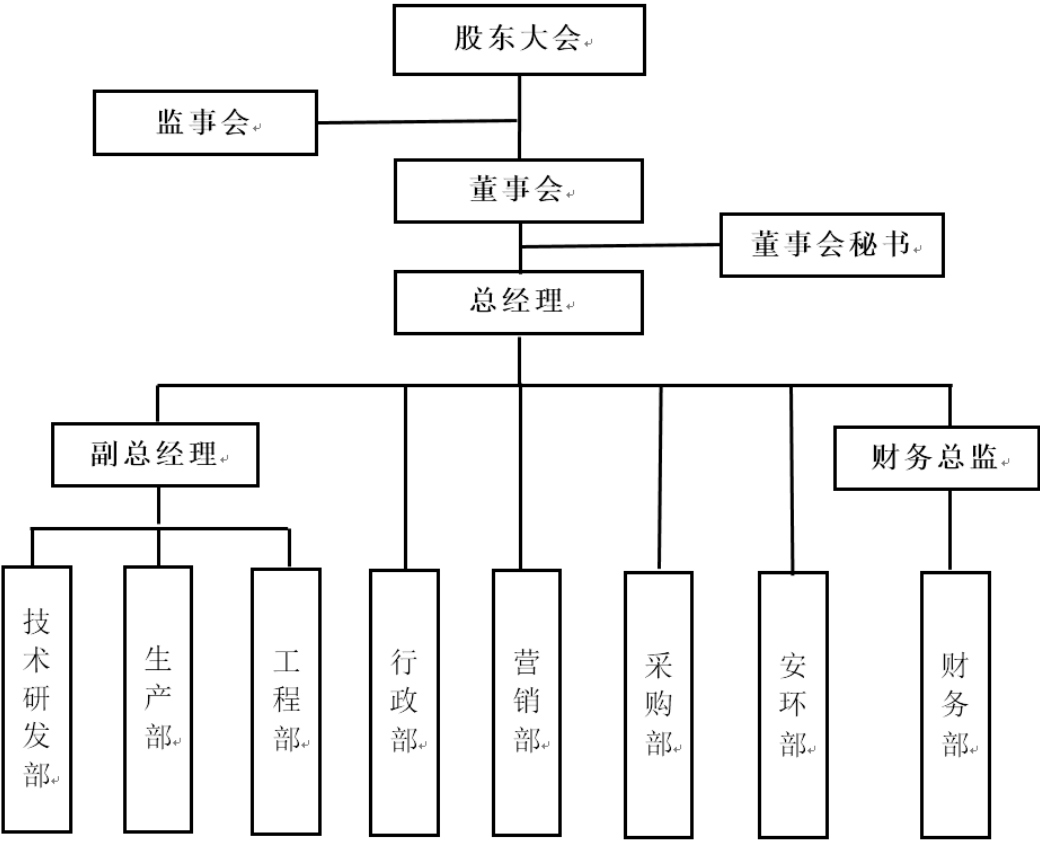 股东大会
监事会
董事会
董事会秘书
总经理
副总经理
财务总监
技术研发部
生产部
工程部
行政部
营销部
采购部
安环部
财务部